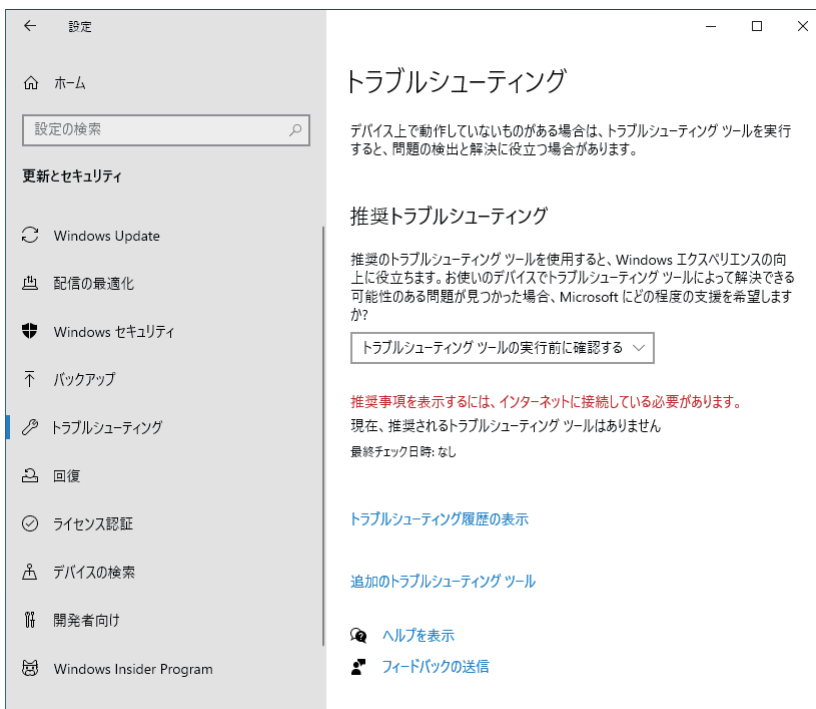 設定
ホーム
設定の検索
更新とセキュリティ
Windows Update
配信の最適化
Windows セキュリティ
バックアップ
トラブルシューティング
回復
ライセンス認証
デバイスの検索
開発者向け
Windows Insider Program
トラブルシューティング
デバイス上で動作していないものがある場合は、トラブルシューティング ツールを実行
すると、問題の検出と解決に役立つ場合があります。
推奨トラブルシューティング
推奨のトラブルシューティング ツールを使用すると、Windows エクスペリエンスの向
上に役立ちます。お使いのデバイスでトラブルシューティング ツールによって解決できる
可能性のある問題が見つかった場合、Microsoft にどの程度の支援を希望します
か?
トラブルシューティング ツールの実行前に確認する
推奨事項を表示するには、インターネットに接続している必要があります。
現在、推奨されるトラブルシューティング ツールはありません
最終チェック日時: なし
トラブルシューティング履歴の表示
追加のトラブルシューティング ツール
ヘルプを表示
フィードバックの送信